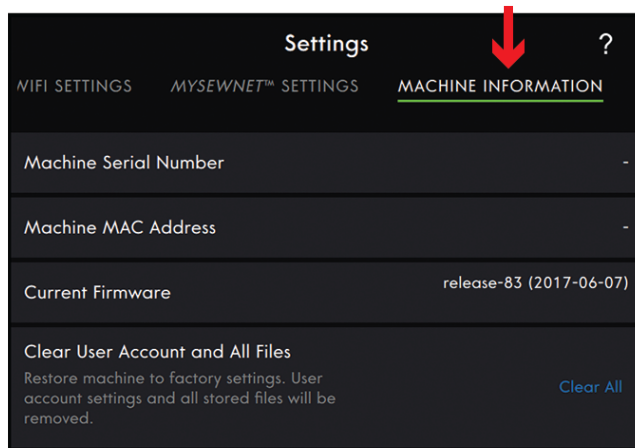 Settings ?
WIFI SETTINGS MYSEWNET™ SETTINGS MACHINE INFORMATION
Machine Serial Number -
Machine MAC Address -
Current Firmware release-83 (2017-06-07)
Clear User Account and All Files
Restore machine to factory settings. User
account settings and all stored files will be
removed.
Clear All